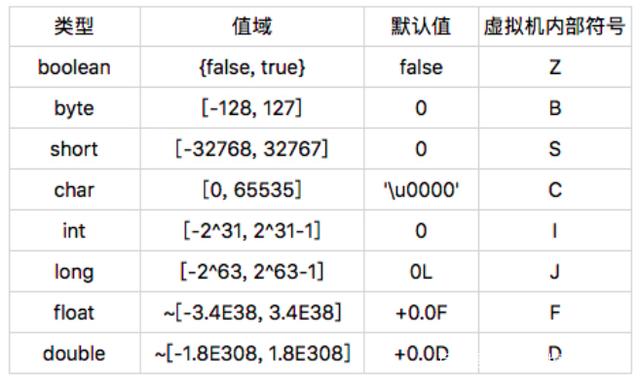 类型 值域 默认值 虚拟机内部符号
boolean {false, true} false Z
byte [-128, 127] 0 B
short [-32768, 32767] 0 S
char [0, 65535] '\u0000' C
int [-2^31, 2^31-1] 0 I
long [-2^63, 2^63-1] 0L J
float ~[-3.4E38, 3.4E38] +0.0F F
double ~[-1.8E308, 1.8E308] +0.0D D